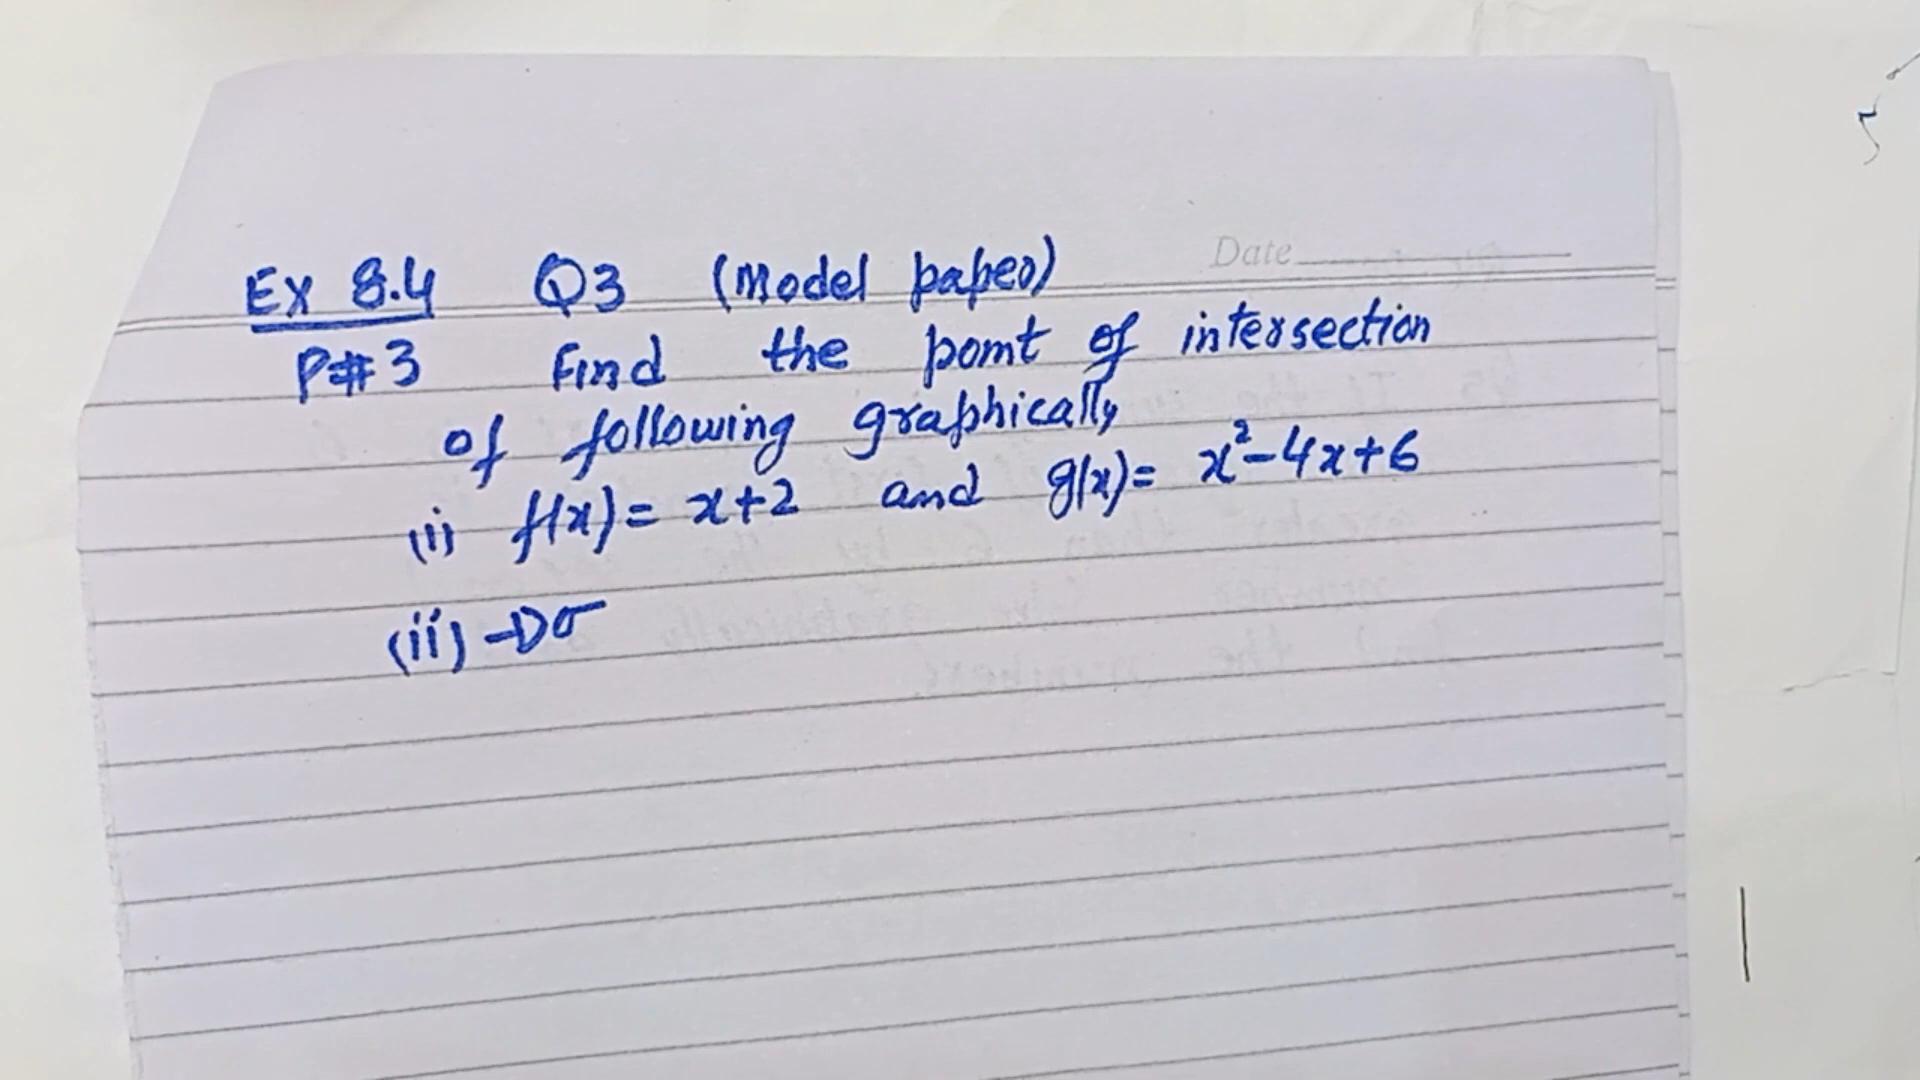 Date
Ex 8.4 Q3 (Model paper)
P#3 Find the point of intersection
of following graphically
(i) f(x) = x+2 and g(x) = x²-4x+6
(ii)